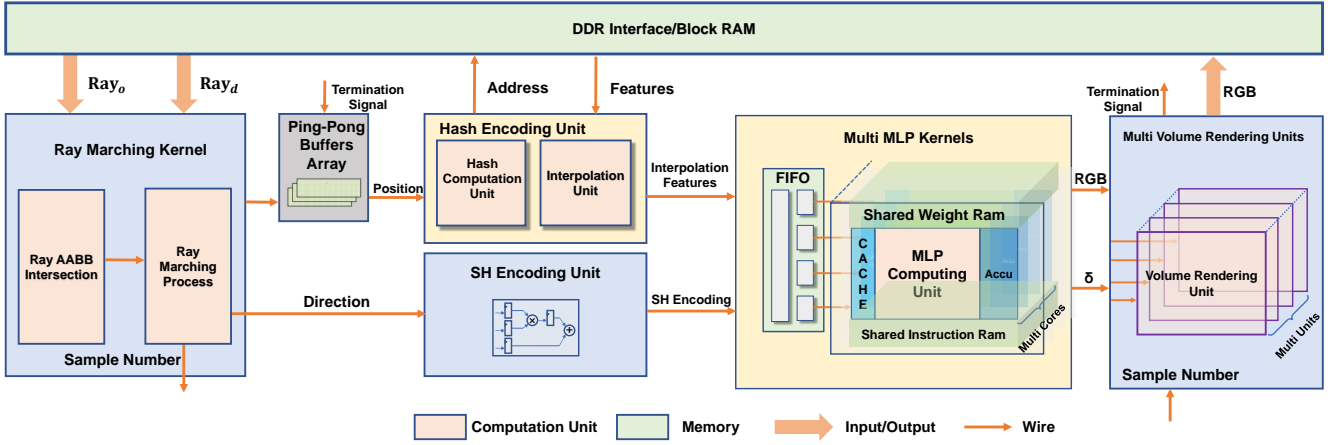 DDR Interface/Block RAM
Ray_o
Ray_d
Termination
Signal
Address
Features
Termination
Signal
RGB
Ray Marching Kernel
Ray AABB
Intersection
Ray
Marching
Process
Sample Number
Ping-Pong
Buffers
Array
Position
Direction
Hash Encoding Unit
Hash
Computation
Unit
Interpolation
Unit
SH Encoding Unit
Interpolation
Features
SH Encoding
Multi MLP Kernels
FIFO
Shared Weight Ram
C
A
C
H
E
MLP
Computing
Unit
Accu
Shared Instruction Ram
Multi Cores
RGB
δ
Multi Volume Rendering Units
Volume Rendering
Unit
Multi Units
Sample Number
Computation Unit
Memory
Input/Output
Wire